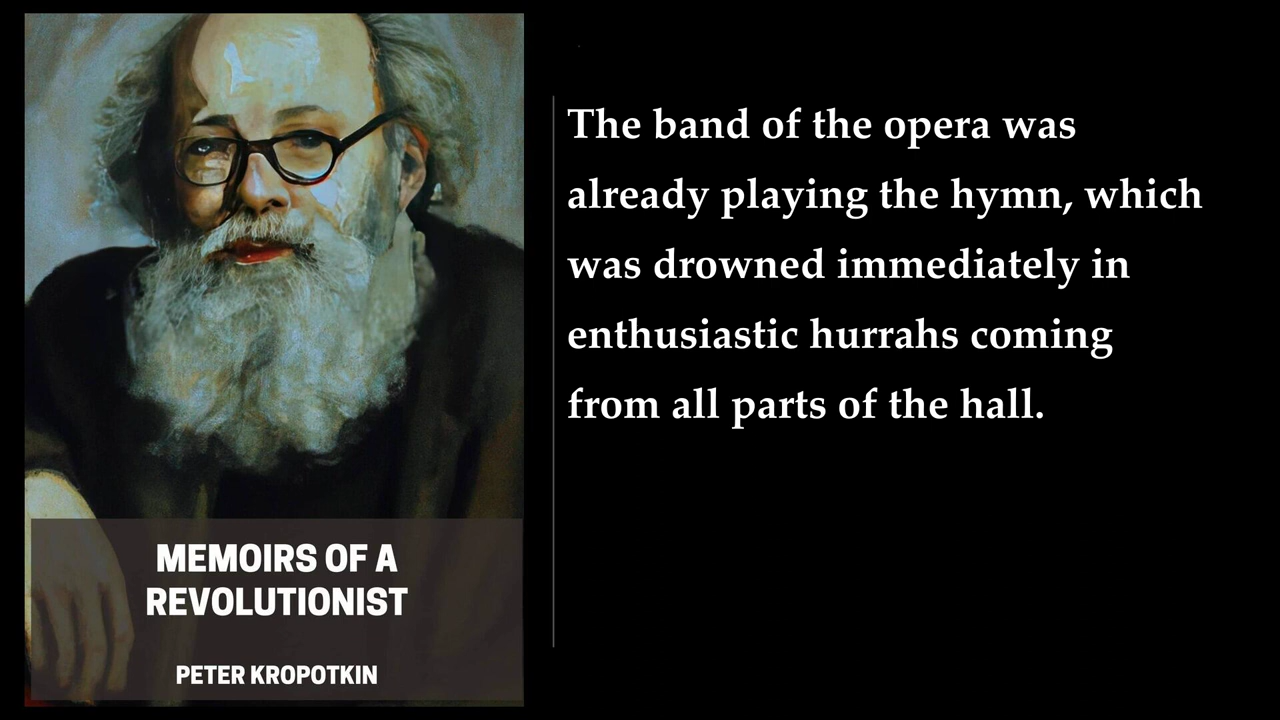 The band of the opera was
already playing the hymn, which
was drowned immediately in
enthusiastic hurrahs coming
from all parts of the hall.
MEMOIRS OF A
REVOLUTIONIST
PETER KROPOTKIN